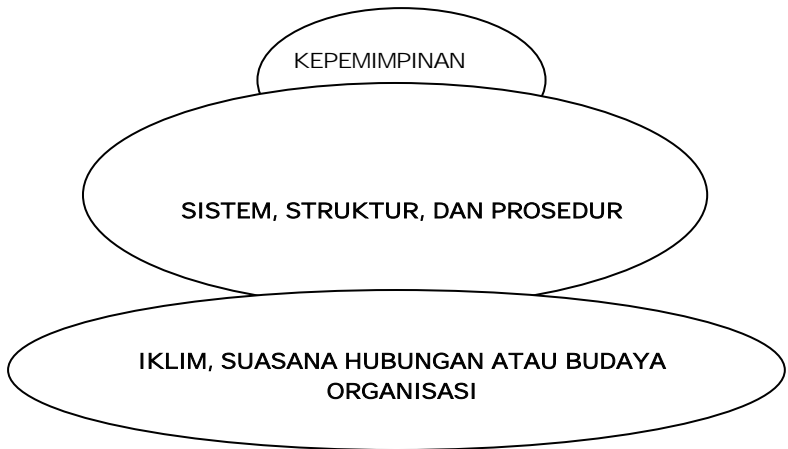 KEPEMIMPINAN
SISTEM, STRUKTUR, DAN PROSEDUR
IKLIM, SUASANA HUBUNGAN ATAU BUDAYA
ORGANISASI